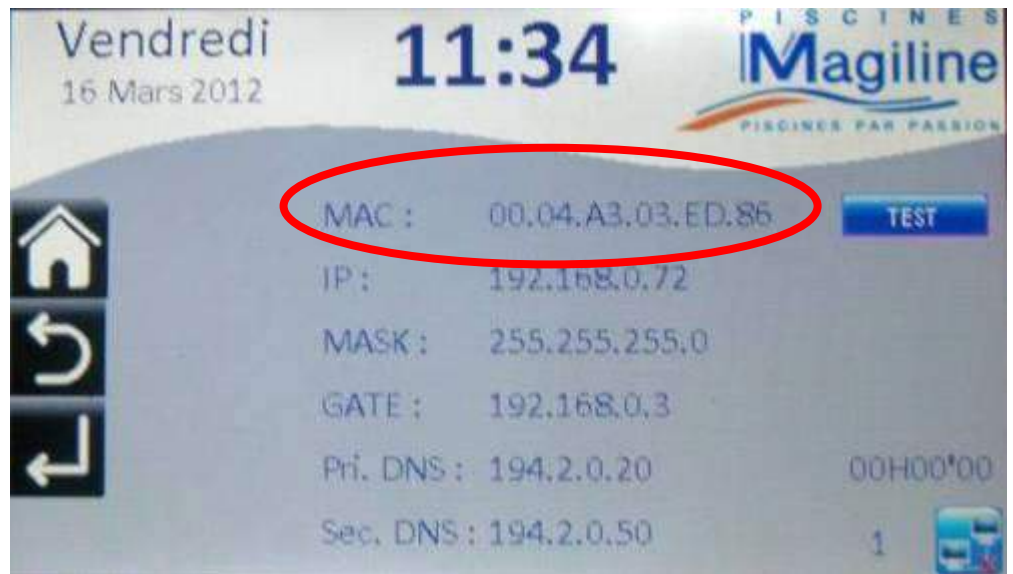 Vendredi
16 Mars 2012
11:34
PISCINES
Magiline
PISCINES PAR PASSION
MAC : 00.04.A3.03.ED.86
TEST
IP : 192.168.0.72
MASK : 255.255.255.0
GATE : 192.168.0.3
Pri. DNS : 194.2.0.20
00H00'00
Sec. DNS : 194.2.0.50
1